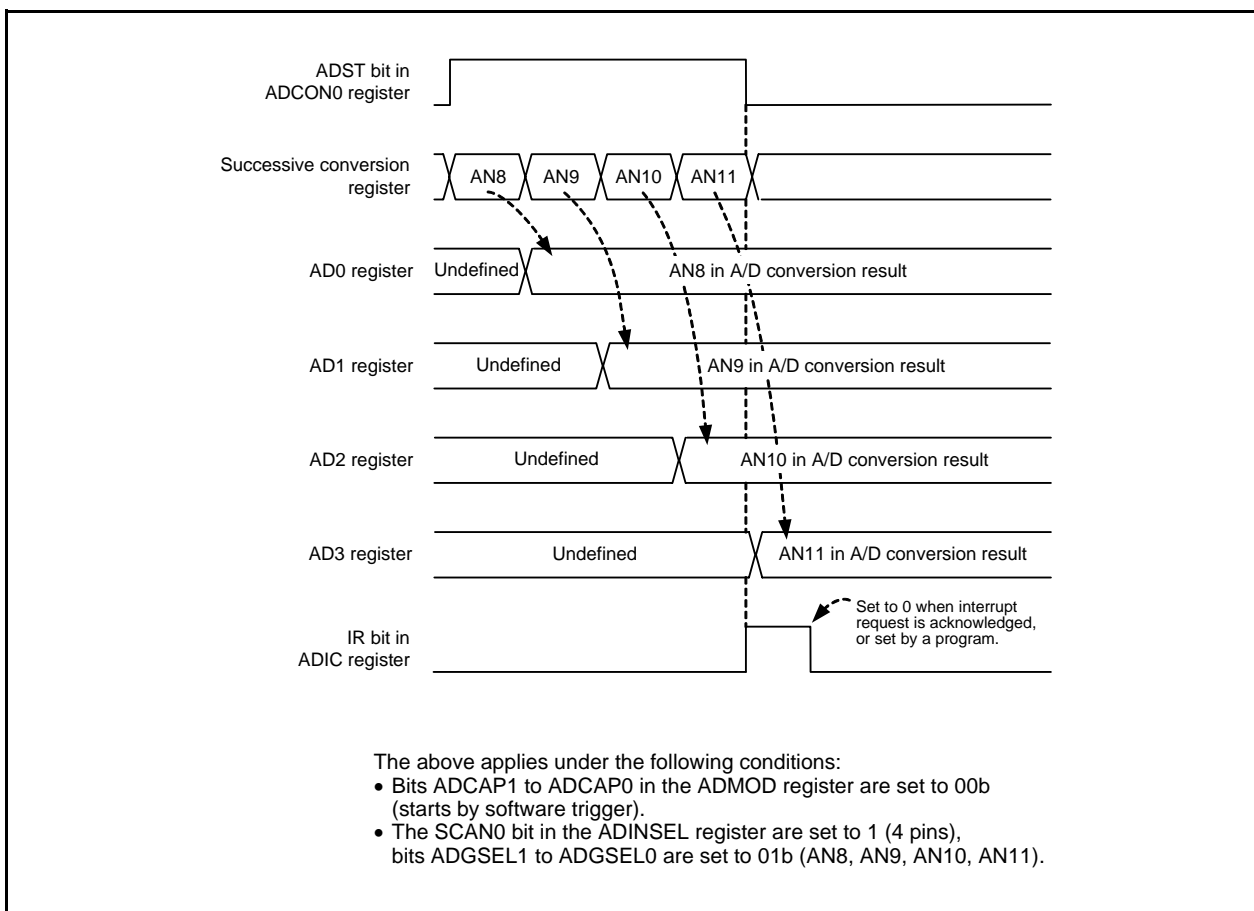 ADST bit in
ADCON0 register
Successive conversion
register
AN8
AN9
AN10
AN11
AD0 register
Undefined
AN8 in A/D conversion result
AD1 register
Undefined
AN9 in A/D conversion result
AD2 register
Undefined
AN10 in A/D conversion result
AD3 register
Undefined
AN11 in A/D conversion result
IR bit in
ADIC register
Set to 0 when interrupt
request is acknowledged,
or set by a program.
The above applies under the following conditions:
• Bits ADCAP1 to ADCAP0 in the ADMOD register are set to 00b
(starts by software trigger).
• The SCAN0 bit in the ADINSEL register are set to 1 (4 pins),
bits ADGSEL1 to ADGSEL0 are set to 01b (AN8, AN9, AN10, AN11).